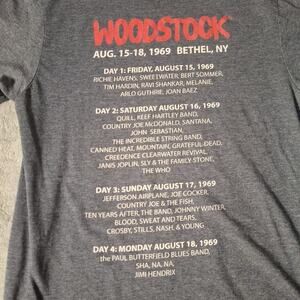 WOODSTOCK
AUG. 15-18, 1969 BETHEL, NY
DAY 1: FRIDAY, AUGUST 15, 1969
RICHIE HAVENS, SWEETWATER, BERT SOMMER,
TIM HARDIN, RAVI SHANKAR, MELANIE,
ARLO GUTHRIE, JOAN BAEZ
DAY 2: SATURDAY AUGUST 16, 1969
QUILL, KEEF HARTLEY BAND,
COUNTRY JOE McDONALD, SANTANA,
JOHN SEBASTIAN,
THE INCREDIBLE STRING BAND,
CANNED HEAT, MOUNTAIN, GRATEFUL DEAD,
CREEDENCE CLEARWATER REVIVAL,
JANIS JOPLIN, SLY & THE FAMILY STONE,
THE WHO
DAY 3: SUNDAY AUGUST 17, 1969
JEFFERSON AIRPLANE, JOE COCKER,
COUNTRY JOE & THE FISH,
TEN YEARS AFTER, THE BAND, JOHNNY WINTER,
BLOOD, SWEAT AND TEARS,
CROSBY, STILLS, NASH, & YOUNG
DAY 4: MONDAY AUGUST 18, 1969
the PAUL BUTTERFIELD BLUES BAND,
SHA, NA, NA,
JIMI HENDRIX